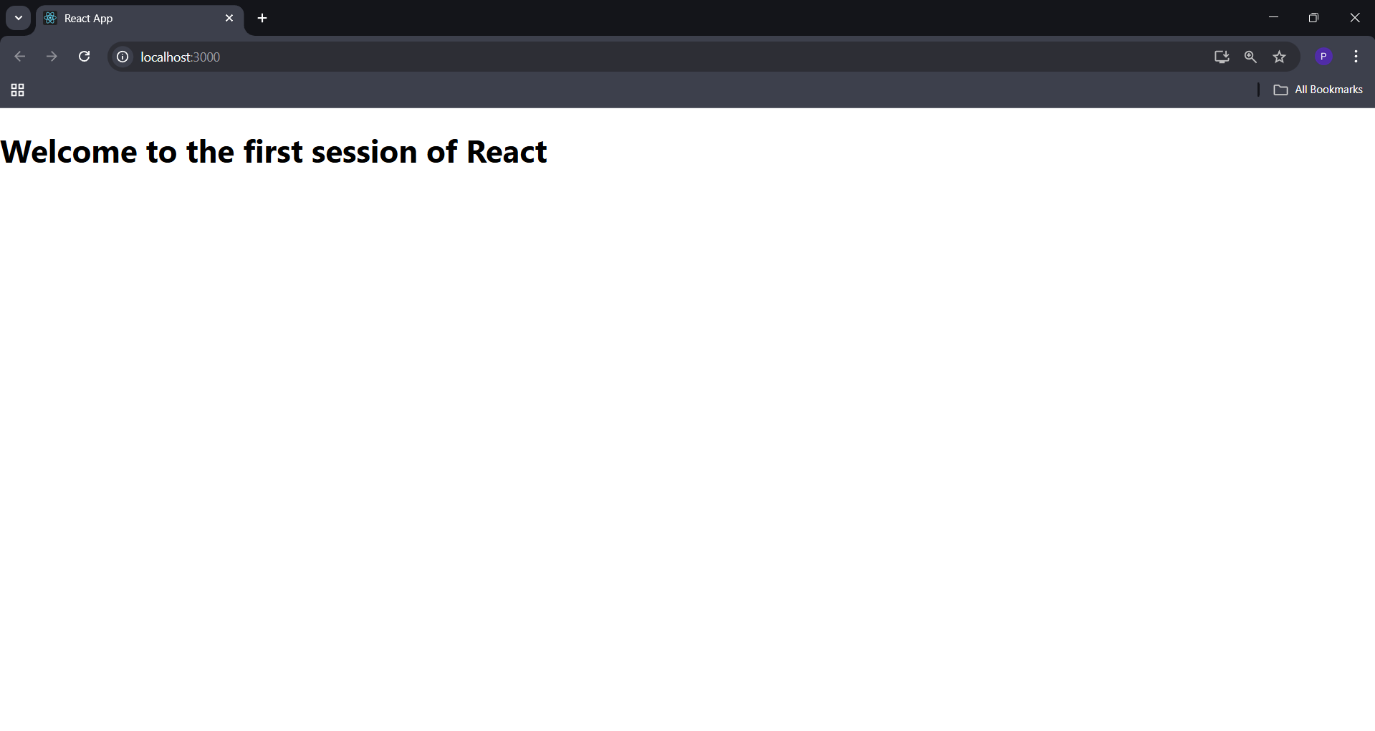 React App
localhost:3000
P
All Bookmarks
Welcome to the first session of React